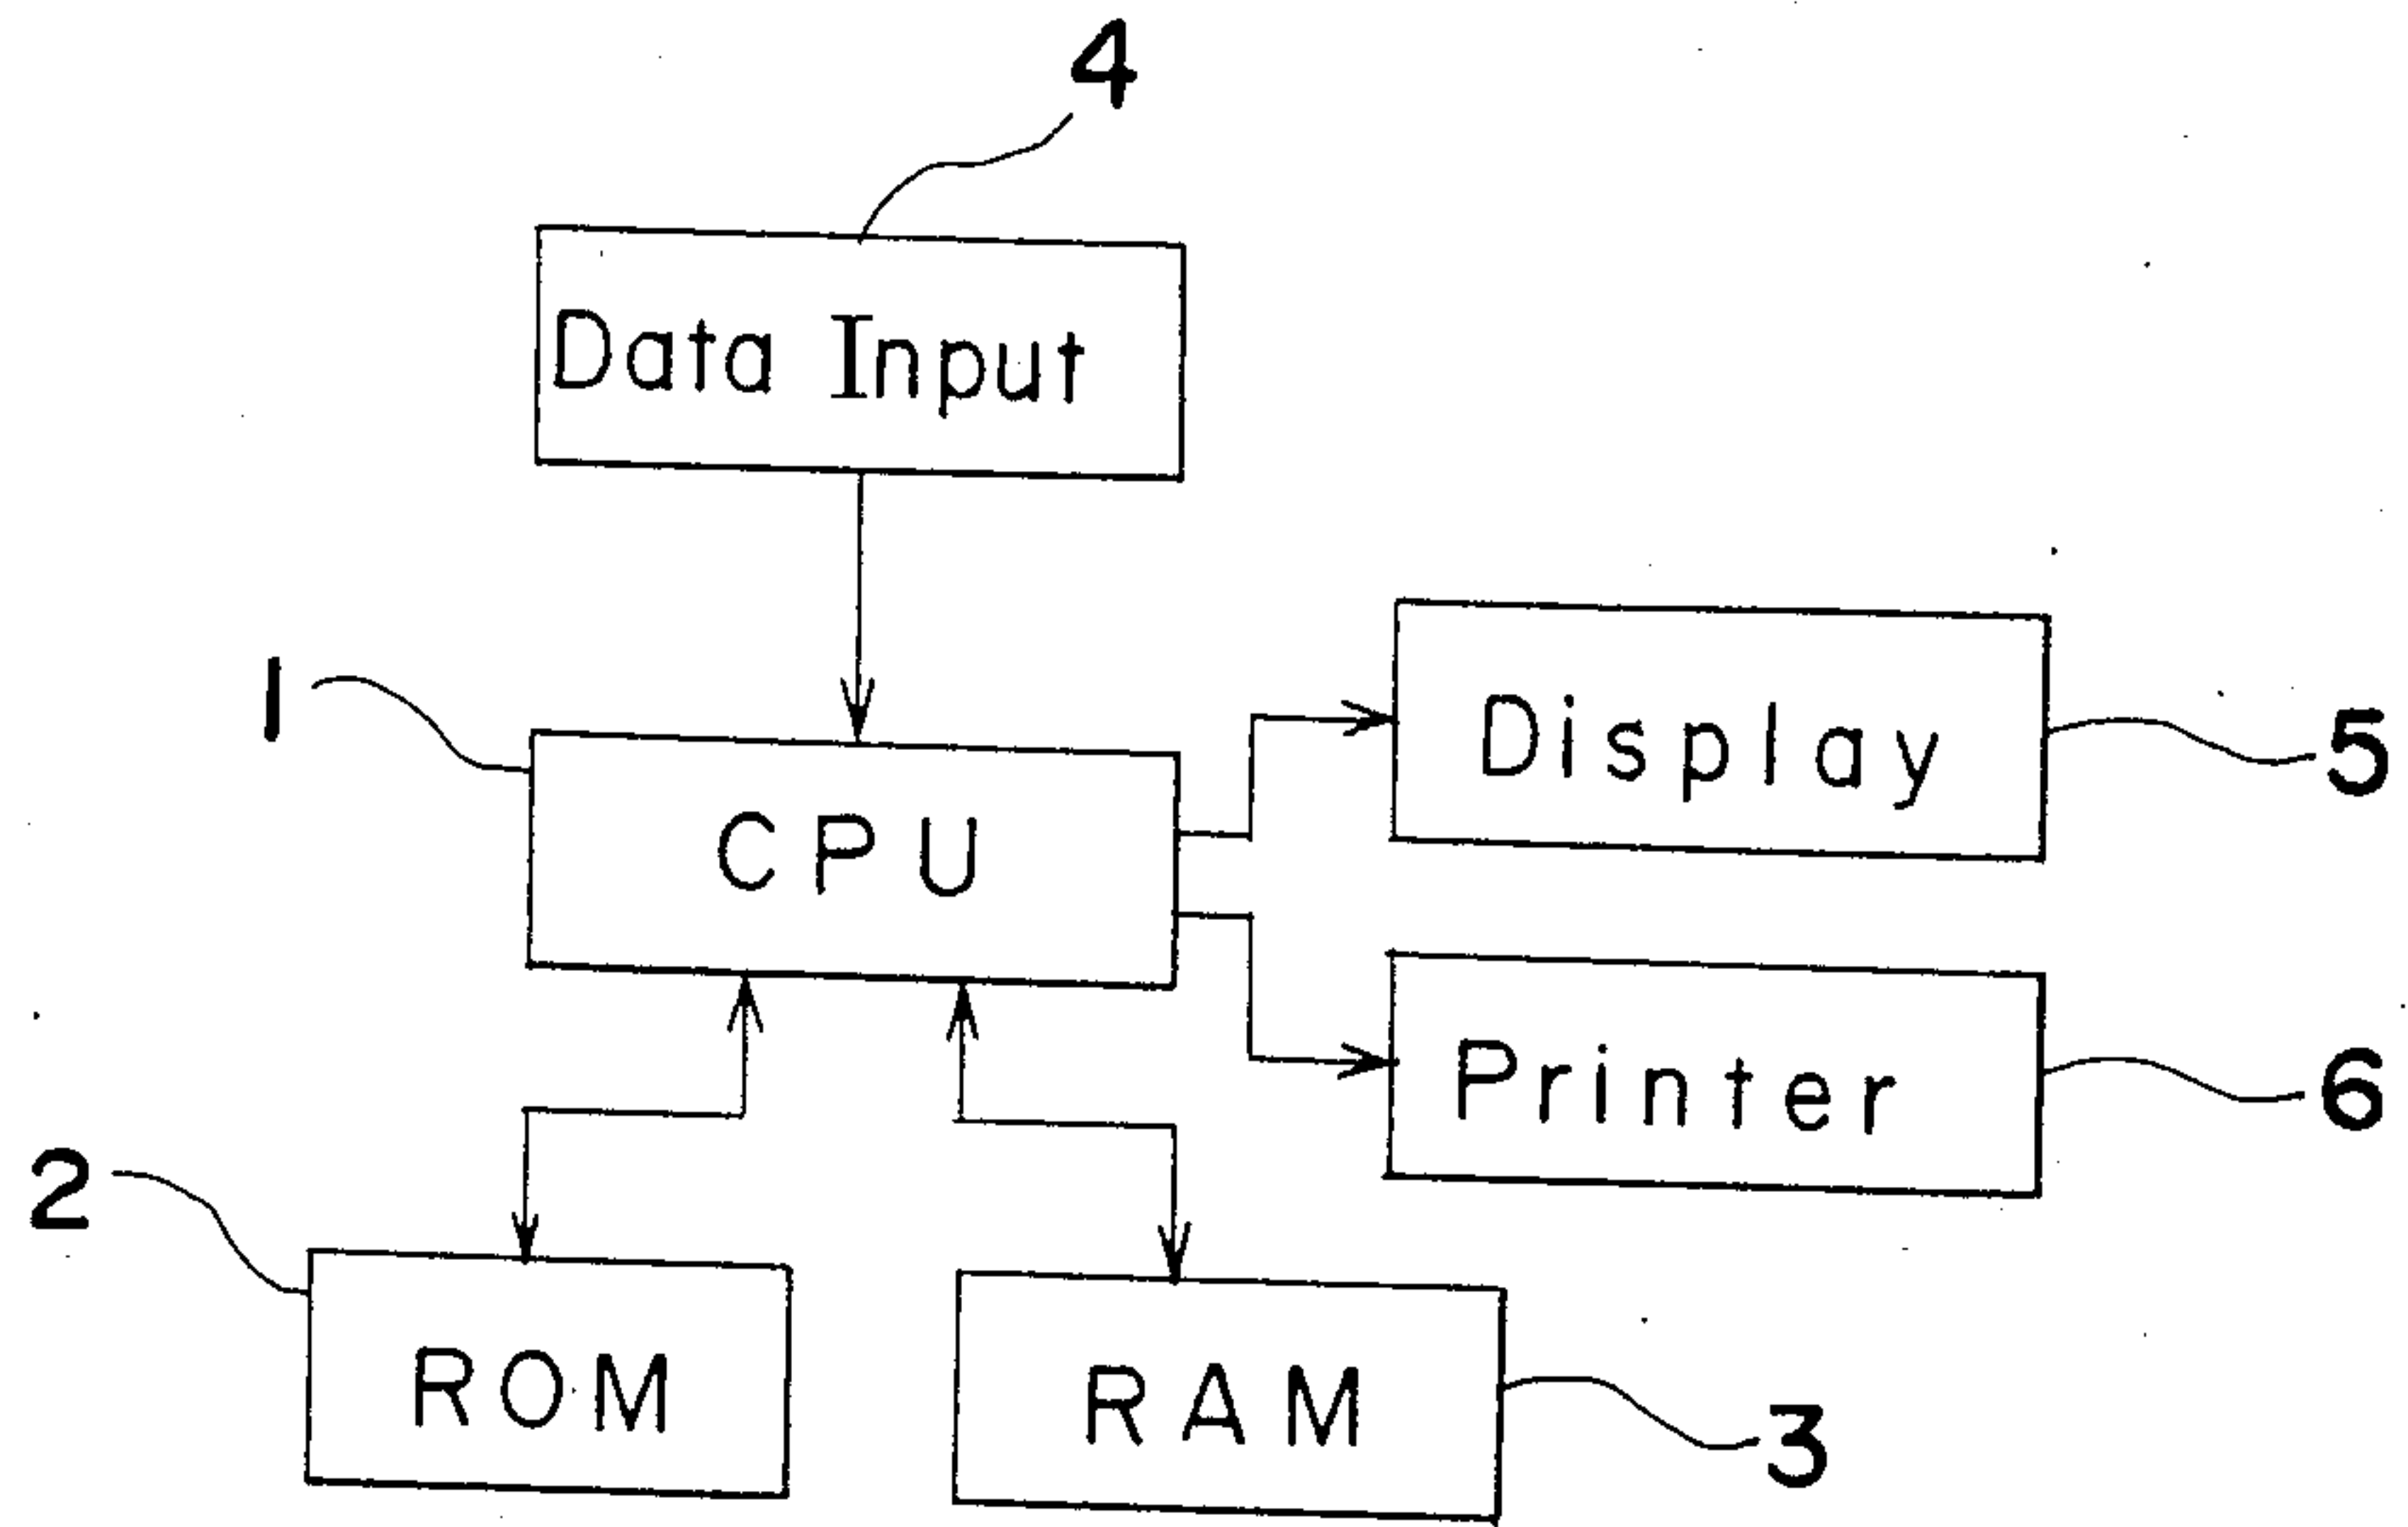 4
Data Input
1
CPU
Display
5
Printer
6
2
ROM
RAM
3